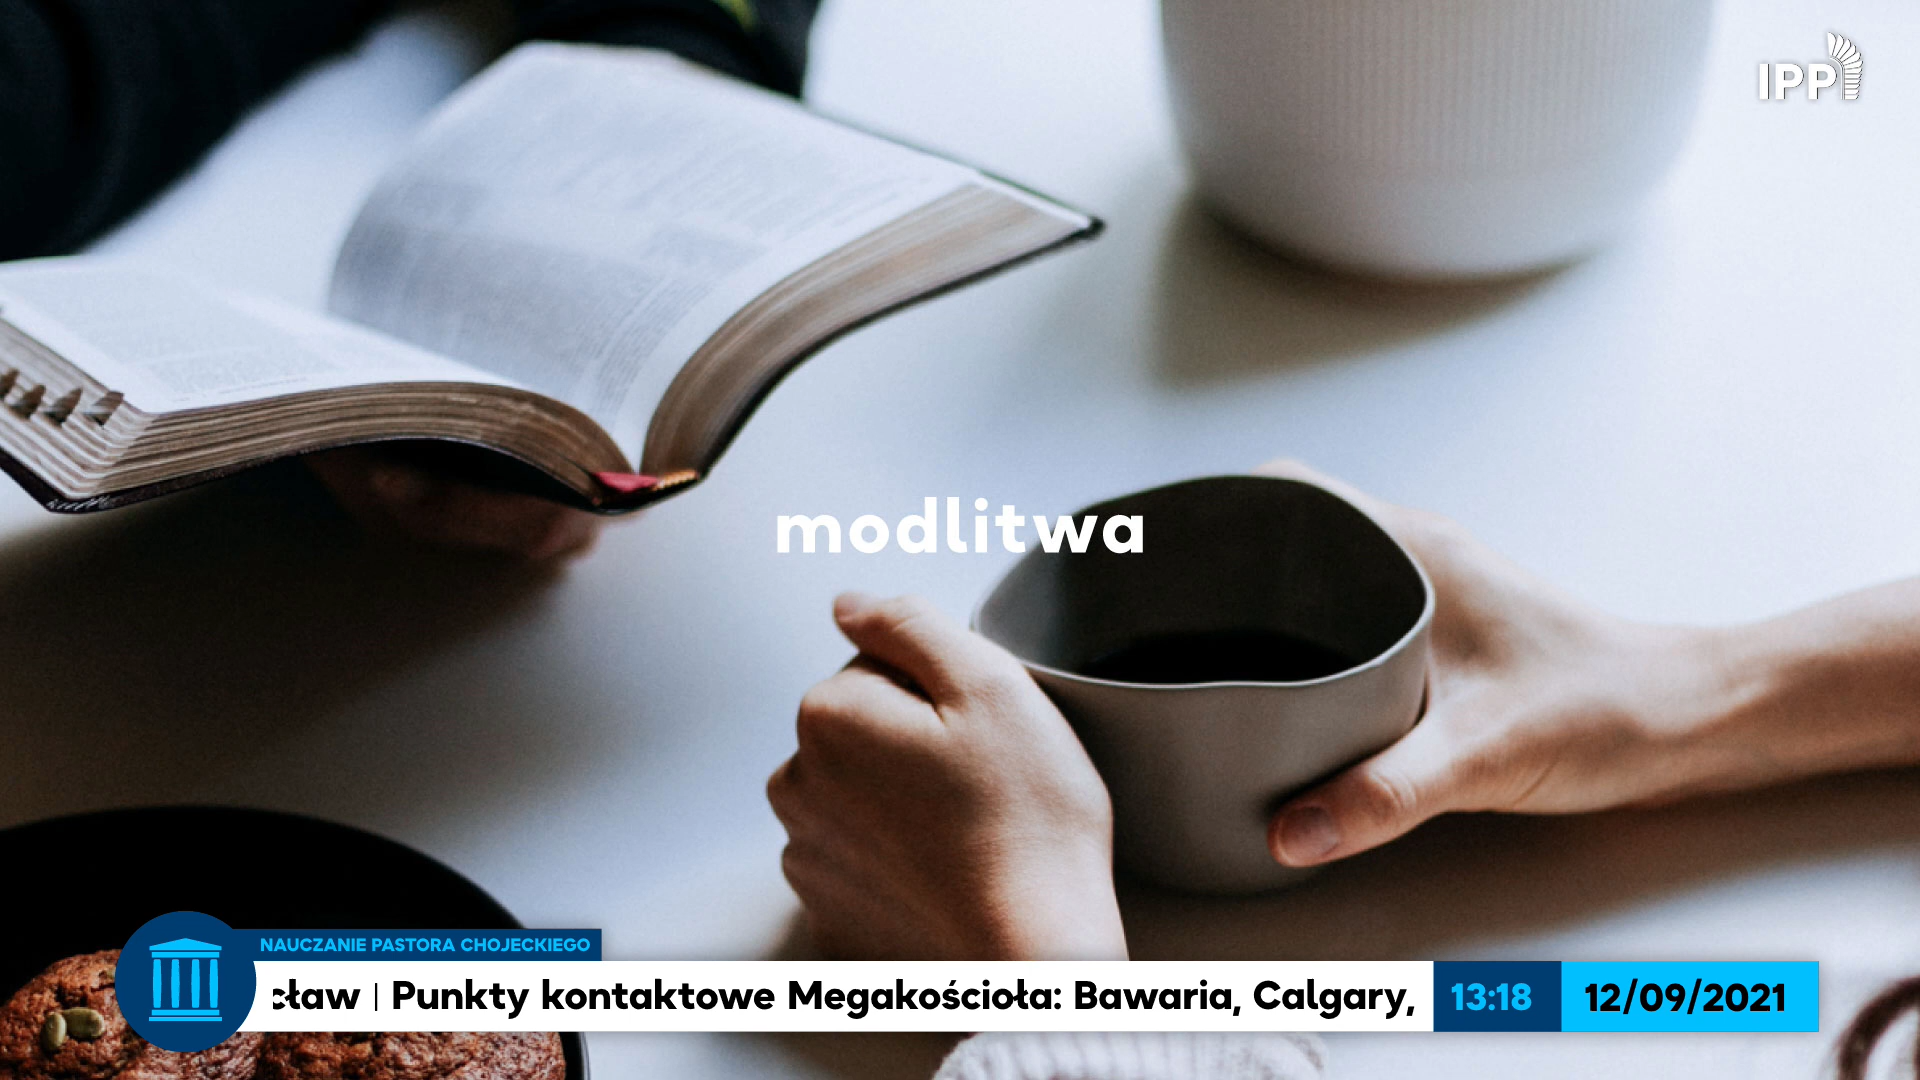 IPP
modlitwa
NAUCZANIE PASTORA CHOJECKIEGO
cław | Punkty kontaktowe Megakościoła: Bawaria, Calgary,
13:18
12/09/2021